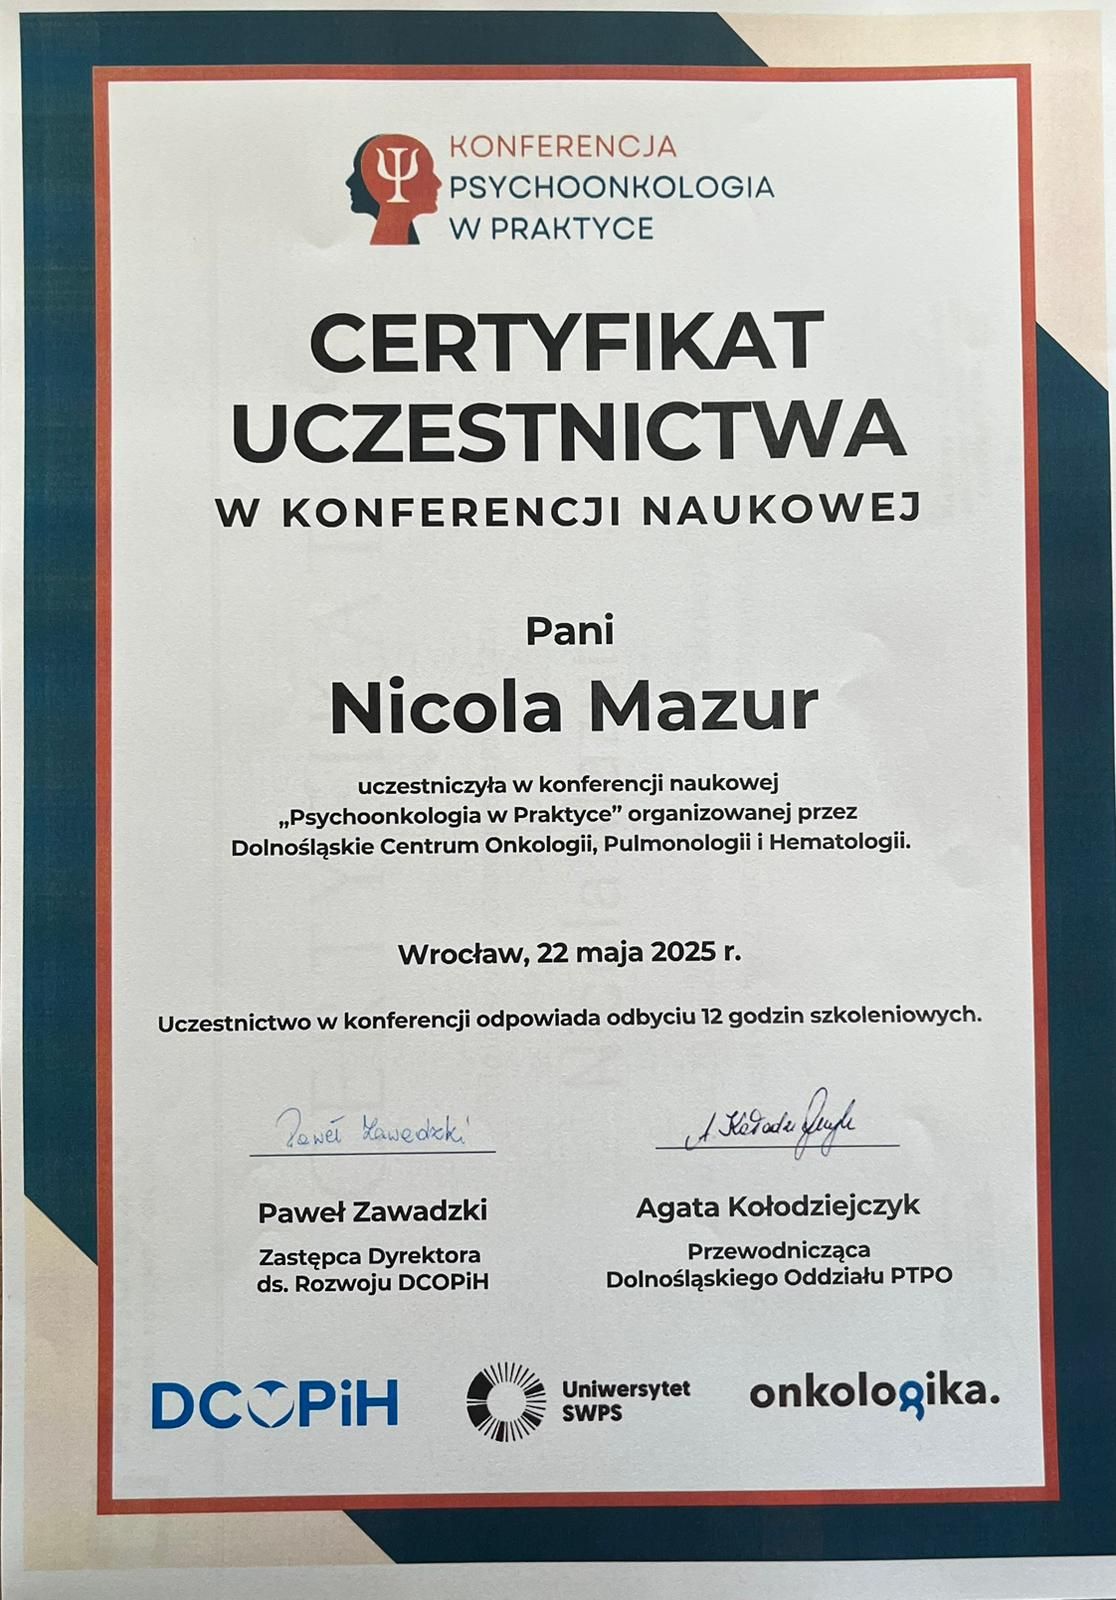 KONFERENCJA
PSYCHOONKOLOGIA
W PRAKTYCE
CERTYFIKAT
UCZESTNICTWA
W KONFERENCJI NAUKOWEJ
Pani
Nicola Mazur
uczestniczyła w konferencji naukowej
„Psychoonkologia w Praktyce” organizowanej przez
Dolnośląskie Centrum Onkologii, Pulmonologii i Hematologii.
Wrocław, 22 maja 2025 r.
Uczestnictwo w konferencji odpowiada odbyciu 12 godzin szkoleniowych.
Paweł Zawadzki
Paweł Zawadzki
Zastępca Dyrektora
ds. Rozwoju DCOPiH
Agata Kołodziejczyk
Przewodnicząca
Dolnośląskiego Oddziału PTPO
DCOPiH
Uniwersytet
SWPS
onkologika.